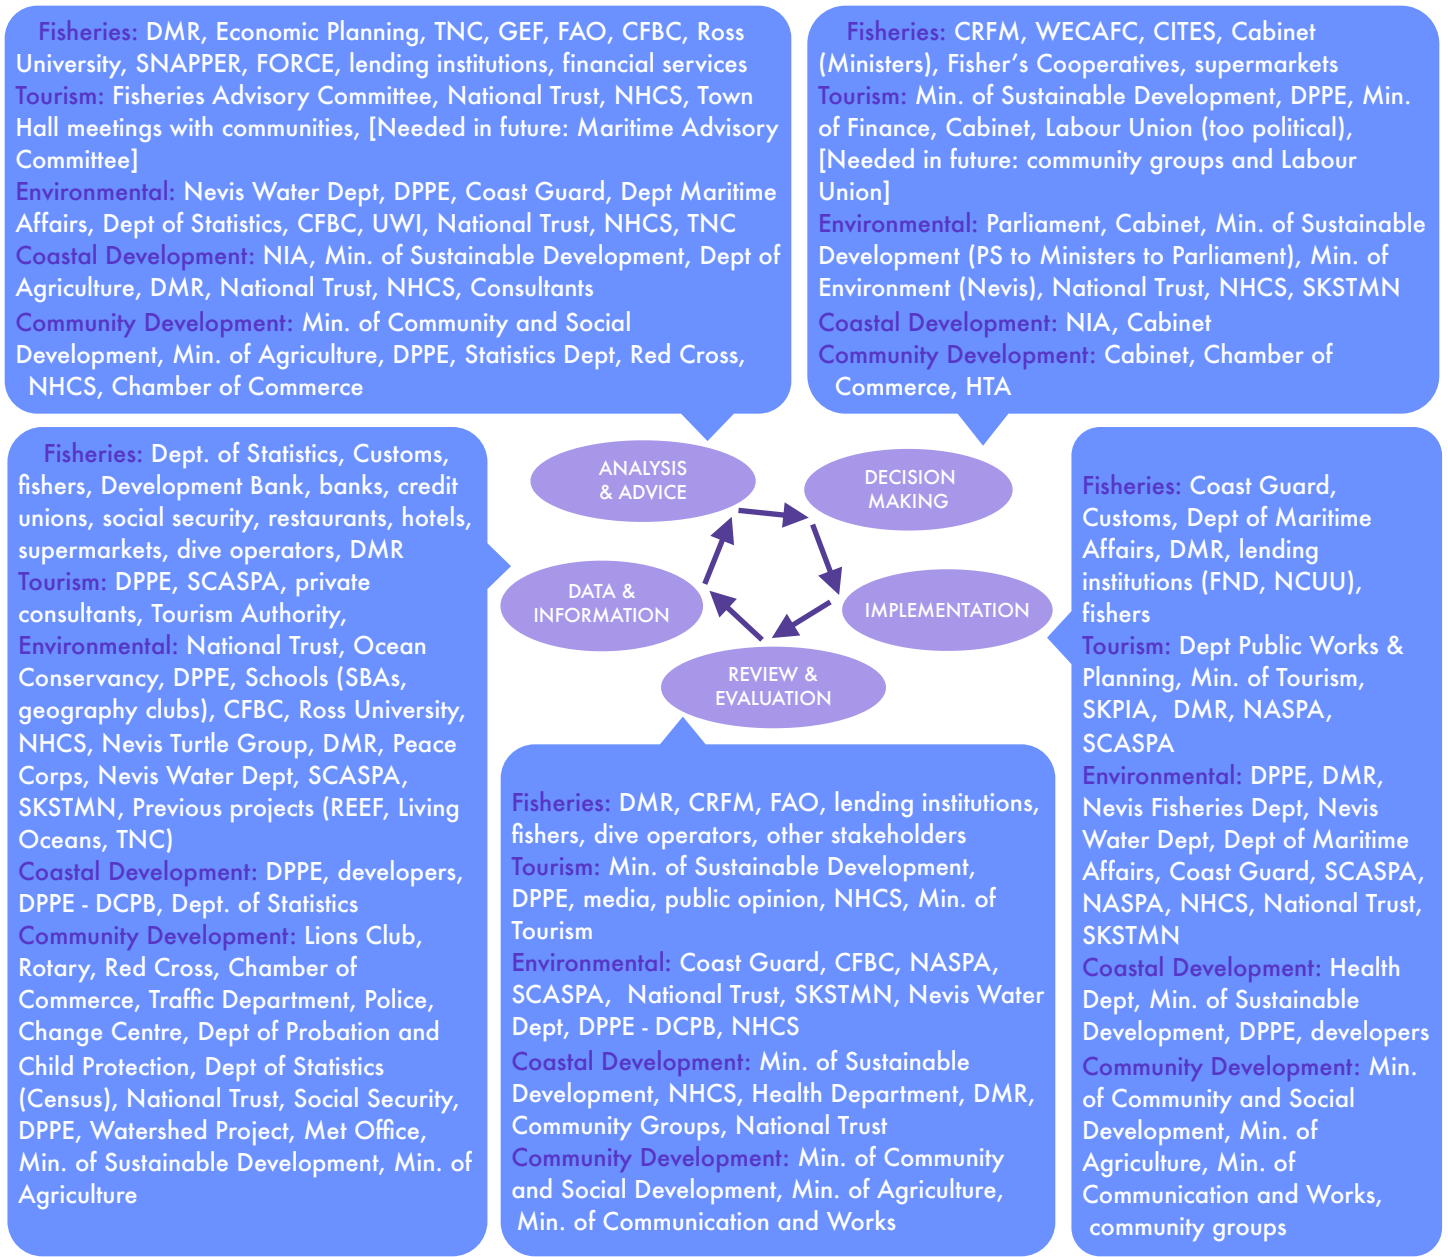 Fisheries: DMR, Economic Planning, TNC, GEF, FAO, CFBC, Ross
University, SNAPPER, FORCE, lending institutions, financial services
Tourism: Fisheries Advisory Committee, National Trust, NHCS, Town
Hall meetings with communities, [Needed in future: Maritime Advisory
Committee]
Environmental: Nevis Water Dept, DPPE, Coast Guard, Dept Maritime
Affairs, Dept of Statistics, CFBC, UWI, National Trust, NHCS, TNC
Coastal Development: NIA, Min. of Sustainable Development, Dept of
Agriculture, DMR, National Trust, NHCS, Consultants
Community Development: Min. of Community and Social
Development, Min. of Agriculture, DPPE, Statistics Dept, Red Cross,
NHCS, Chamber of Commerce
Fisheries: CRFM, WECAFC, CITES, Cabinet
(Ministers), Fisher's Cooperatives, supermarkets
Tourism: Min. of Sustainable Development, DPPE, Min.
of Finance, Cabinet, Labour Union (too political),
[Needed in future: community groups and Labour
Union]
Environmental: Parliament, Cabinet, Min. of Sustainable
Development (PS to Ministers to Parliament), Min. of
Environment (Nevis), National Trust, NHCS, SKSTMN
Coastal Development: NIA, Cabinet
Community Development: Cabinet, Chamber of
Commerce, HTA
Fisheries: Dept. of Statistics, Customs,
fishers, Development Bank, banks, credit
unions, social security, restaurants, hotels,
supermarkets, dive operators, DMR
Tourism: DPPE, SCASPA, private
consultants, Tourism Authority,
Environmental: National Trust, Ocean
Conservancy, DPPE, Schools (SBAs,
geography clubs), CFBC, Ross University,
NHCS, Nevis Turtle Group, DMR, Peace
Corps, Nevis Water Dept, SCASPA,
SKSTMN, Previous projects (REEF, Living
Oceans, TNC)
Coastal Development: DPPE, developers,
DPPE - DCPB, Dept. of Statistics
Community Development: Lions Club,
Rotary, Red Cross, Chamber of
Commerce, Traffic Department, Police,
Change Centre, Dept of Probation and
Child Protection, Dept of Statistics
(Census), National Trust, Social Security,
DPPE, Watershed Project, Met Office,
Min. of Sustainable Development, Min. of
Agriculture
ANALYSIS
& ADVICE
DECISION
MAKING
DATA &
INFORMATION
IMPLEMENTATION
REVIEW &
EVALUATION
Fisheries: DMR, CRFM, FAO, lending institutions,
fishers, dive operators, other stakeholders
Tourism: Min. of Sustainable Development,
DPPE, media, public opinion, NHCS, Min. of
Tourism
Environmental: Coast Guard, CFBC, NASPA,
SCASPA, National Trust, SKSTMN, Nevis Water
Dept, DPPE - DCPB, NHCS
Coastal Development: Min. of Sustainable
Development, NHCS, Health Department, DMR,
Community Groups, National Trust
Community Development: Min. of Community
and Social Development, Min. of Agriculture,
Min. of Communication and Works
Fisheries: Coast Guard,
Customs, Dept of Maritime
Affairs, DMR, lending
institutions (FND, NCUU),
fishers
Tourism: Dept Public Works &
Planning, Min. of Tourism,
SKPIA, DMR, NASPA,
SCASPA
Environmental: DPPE, DMR,
Nevis Fisheries Dept, Nevis
Water Dept, Dept of Maritime
Affairs, Coast Guard, SCASPA,
NASPA, NHCS, National Trust,
SKSTMN
Coastal Development: Health
Dept, Min. of Sustainable
Development, DPPE, developers
Community Development: Min.
of Community and Social
Development, Min. of
Agriculture, Min. of
Communication and Works,
community groups